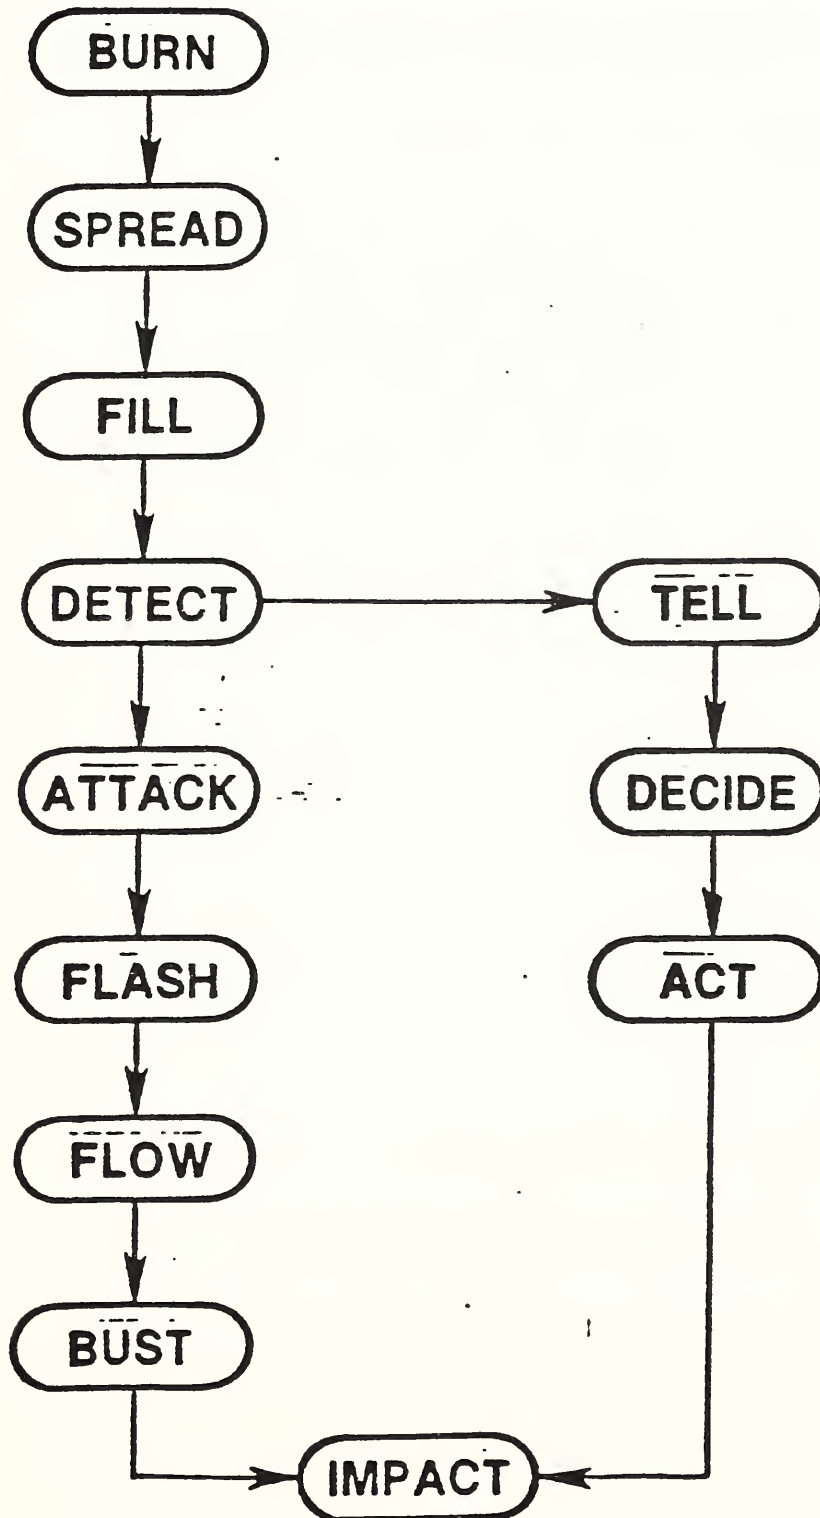 BURN
SPREAD
FILL
DETECT
TELL
ATTACK
DECIDE
FLASH
ACT
FLOW
BUST
IMPACT